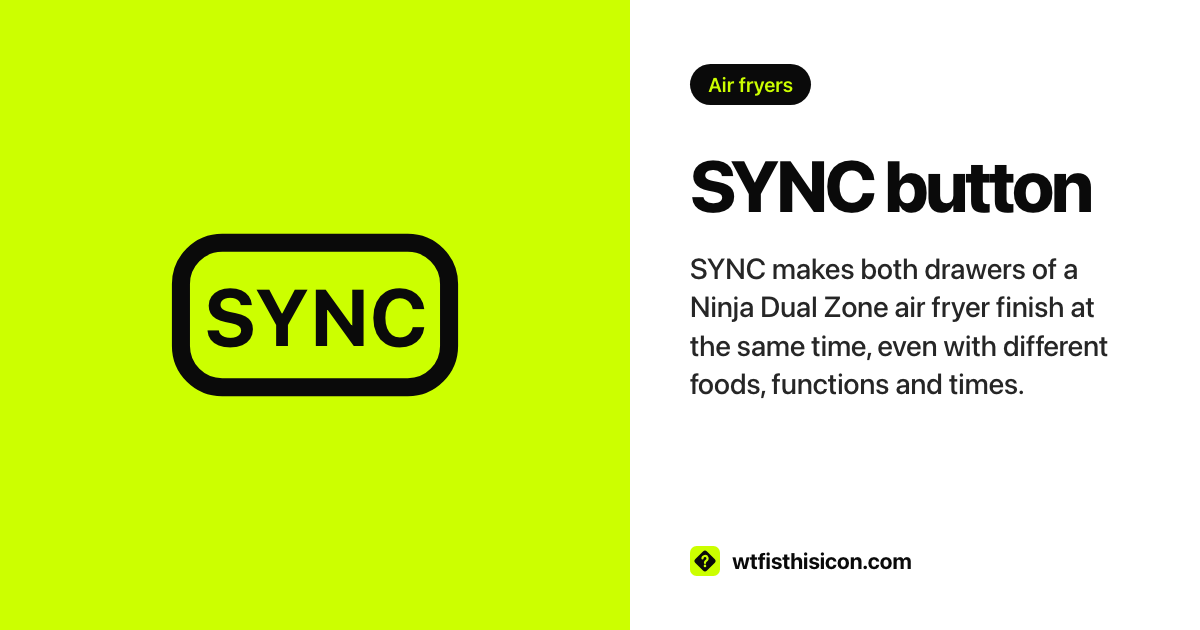 SYNC
Air fryers
SYNC button
SYNC makes both drawers of a
Ninja Dual Zone air fryer finish at
the same time, even with different
foods, functions and times.
?
wtfisthisicon.com